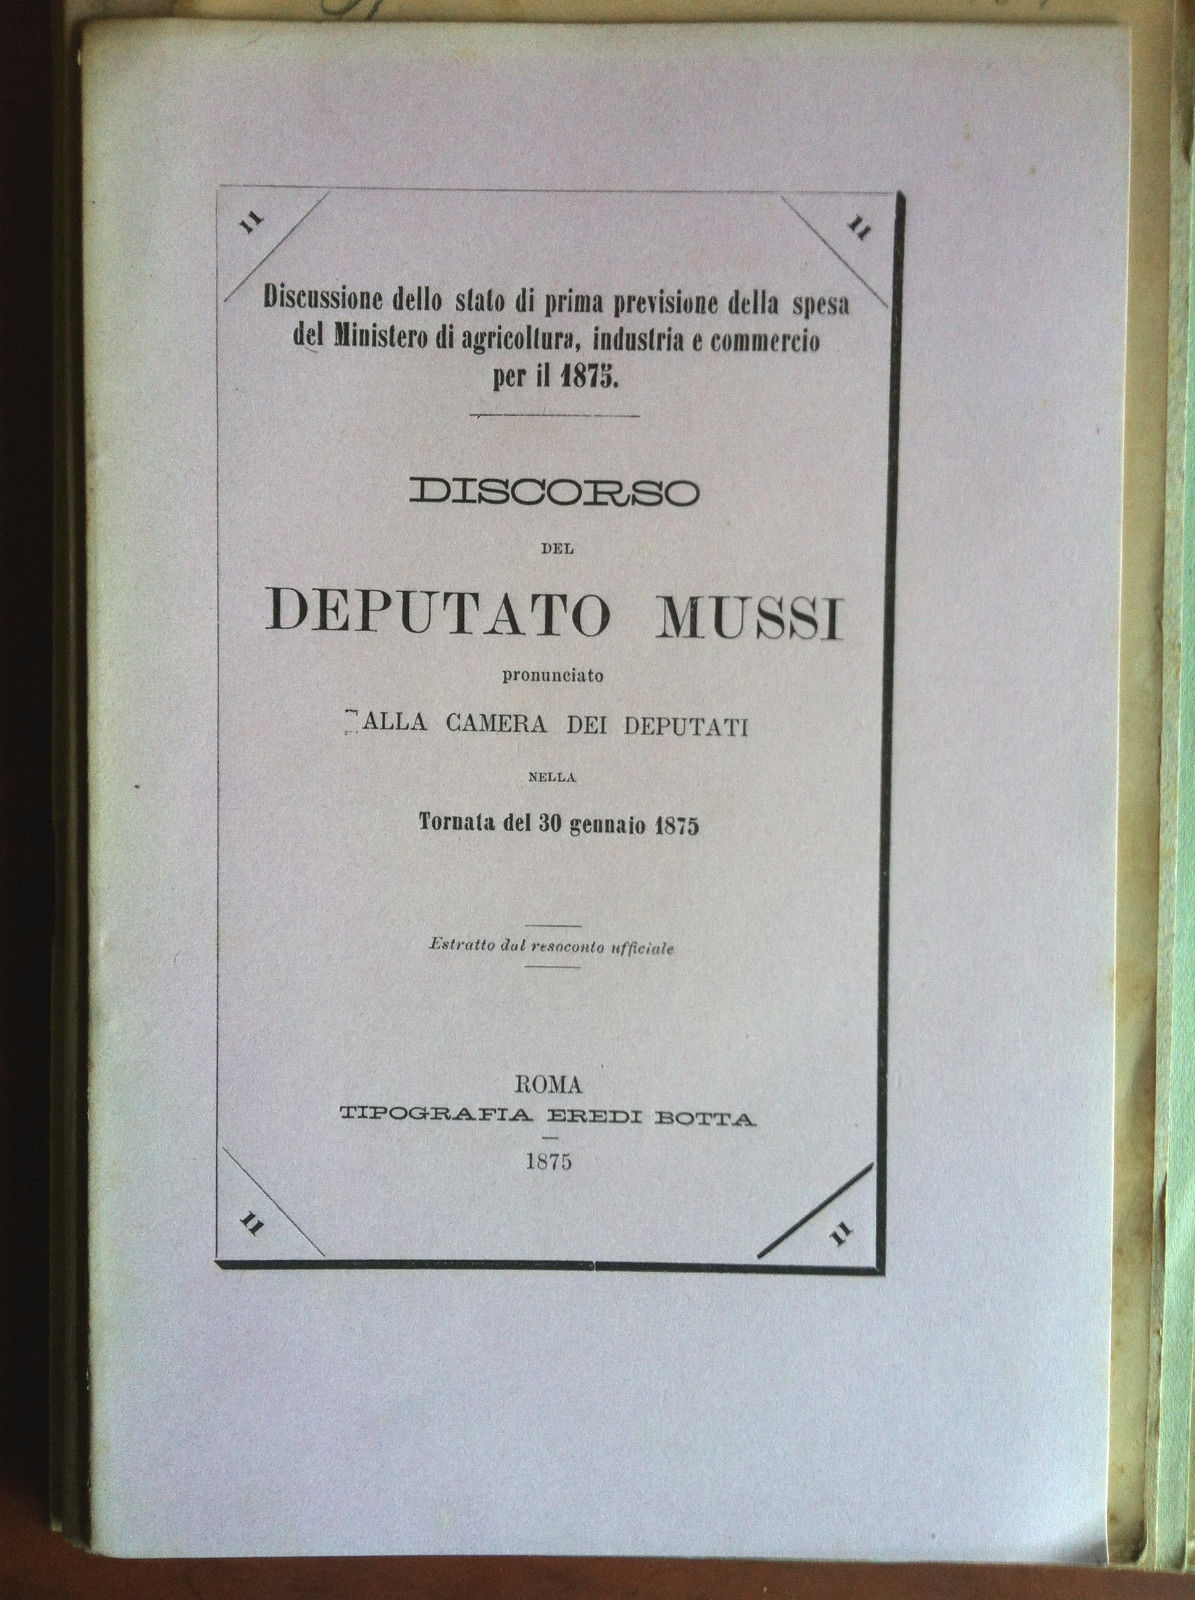 11 11
Discussione dello stato di prima previsione della spesa
del Ministero di agricoltura, industria e commercio
per il 1875.
DISCORSO
DEL
DEPUTATO MUSSI
pronunciato
ALLA CAMERA DEI DEPUTATI
NELLA
Tornata del 30 gennaio 1875
Estratto dal resoconto ufficiale
ROMA
TIPOGRAFIA EREDI BOTTA
1875
11 11